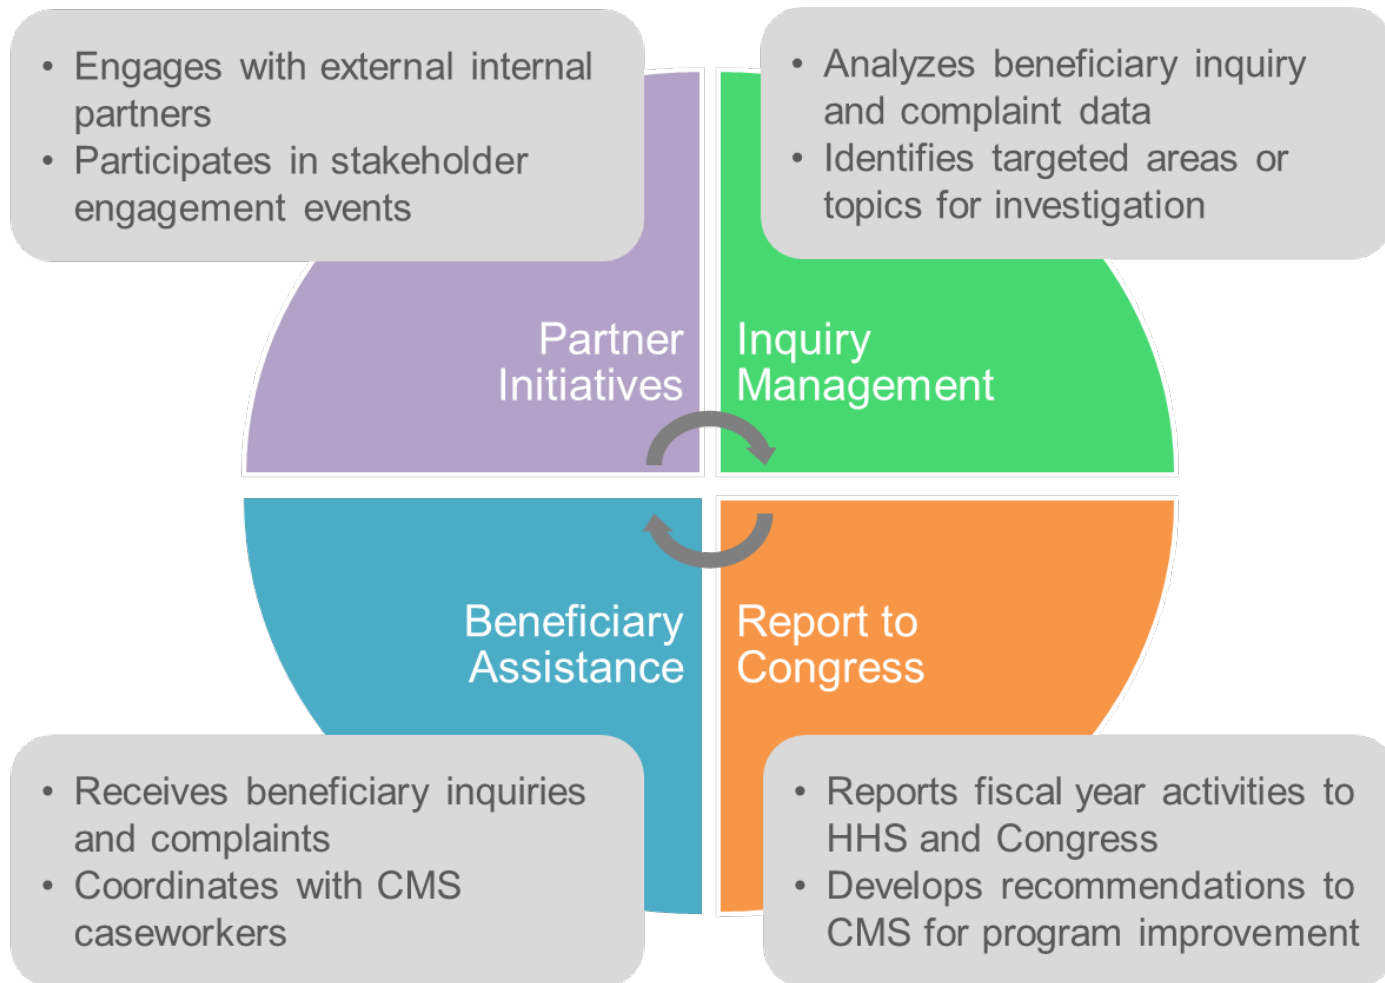 • Engages with external internal
partners
• Participates in stakeholder
engagement events
• Analyzes beneficiary inquiry
and complaint data
• Identifies targeted areas or
topics for investigation
Partner
Initiatives
Inquiry
Management
Beneficiary
Assistance
Report to
Congress
• Receives beneficiary inquiries
and complaints
• Coordinates with CMS
caseworkers
• Reports fiscal year activities to
HHS and Congress
• Develops recommendations to
CMS for program improvement